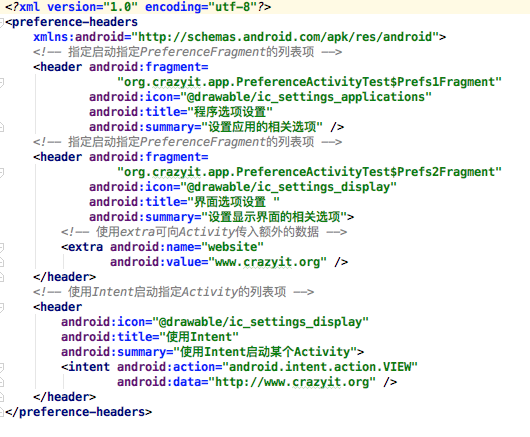 <?xml version="1.0" encoding="utf-8"?>
<preference-headers
    xmlns:android="http://schemas.android.com/apk/res/android">
    <!-- 指定启动指定PreferenceFragment的列表项 -->
    <header android:fragment=
                "org.crazyit.app.PreferenceActivityTest$Prefs1Fragment"
            android:icon="@drawable/ic_settings_applications"
            android:title="程序选项设置"
            android:summary="设置应用的相关选项" />
    <!-- 指定启动指定PreferenceFragment的列表项 -->
    <header android:fragment=
                "org.crazyit.app.PreferenceActivityTest$Prefs2Fragment"
            android:icon="@drawable/ic_settings_display"
            android:title="界面选项设置 "
            android:summary="设置显示界面的相关选项">
        <!-- 使用extra可向Activity传入额外的数据 -->
        <extra android:name="website"
               android:value="www.crazyit.org" />
    </header>
    <!-- 使用Intent启动指定Activity的列表项 -->
    <header
        android:icon="@drawable/ic_settings_display"
        android:title="使用Intent"
        android:summary="使用Intent启动某个Activity">
        <intent android:action="android.intent.action.VIEW"
                android:data="http://www.crazyit.org" />
    </header>
</preference-headers>